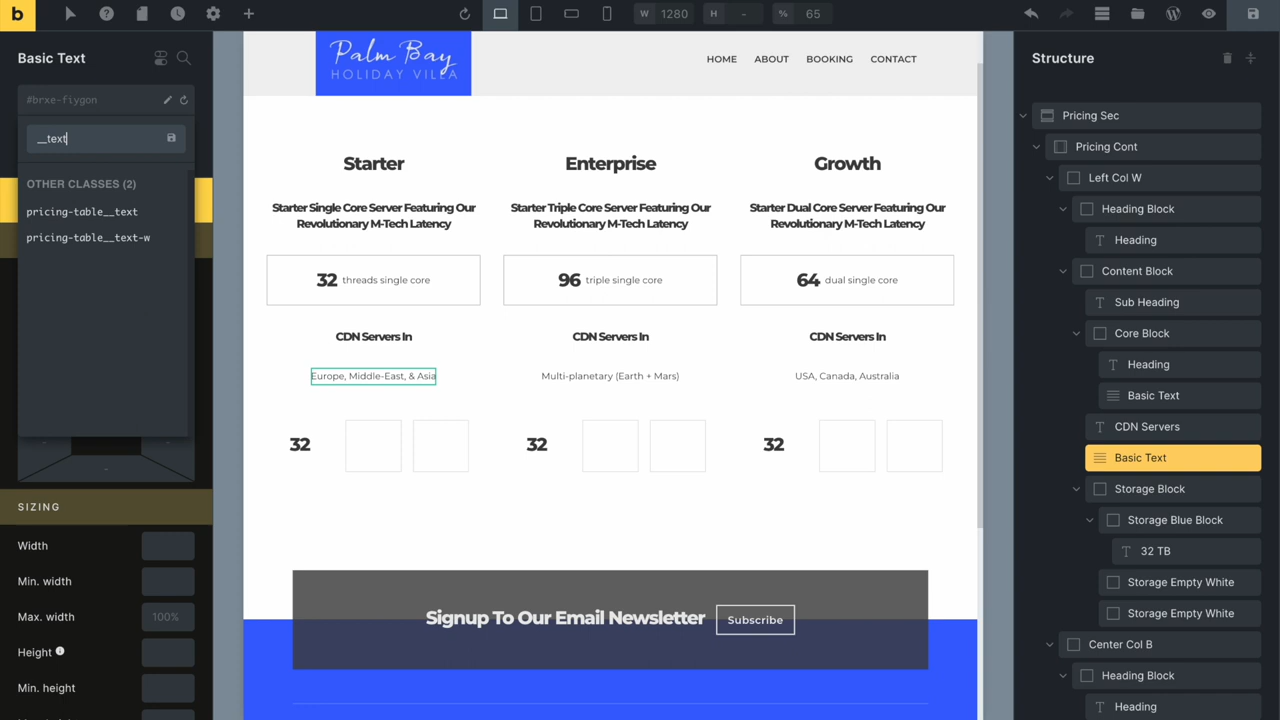 b
W 1280 H - % 65
Basic Text
#brxe-fiygon
__text
OTHER CLASSES (2)
pricing-table__text
pricing-table__text-w
SIZING
Width
Min. width
Max. width 100%
Height
Min. height
Palm Bay
HOLIDAY VILLA
HOME ABOUT BOOKING CONTACT
Starter Enterprise Growth
Starter Single Core Server Featuring Our Starter Triple Core Server Featuring Our Starter Dual Core Server Featuring Our
Revolutionary M-Tech Latency Revolutionary M-Tech Latency Revolutionary M-Tech Latency
32 threads single core 96 triple single core 64 dual single core
CDN Servers In CDN Servers In CDN Servers In
Europe, Middle-East, & Asia Multi-planetary (Earth + Mars) USA, Canada, Australia
32 32 32
Signup To Our Email Newsletter Subscribe
Structure
Pricing Sec
Pricing Cont
Left Col W
Heading Block
Heading
Content Block
Sub Heading
Core Block
Heading
Basic Text
CDN Servers
Basic Text
Storage Block
Storage Blue Block
32 TB
Storage Empty White
Storage Empty White
Center Col B
Heading Block
Heading